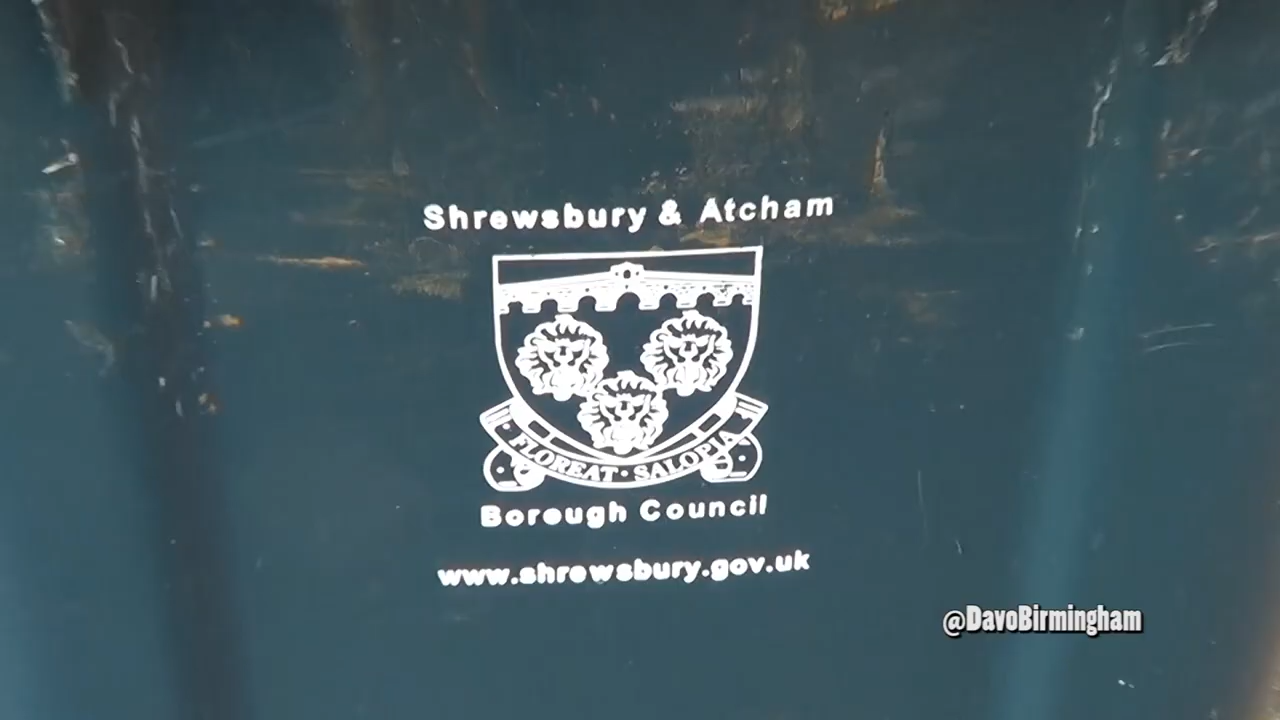 Shrewsbury & Atcham
FLOREAT · SALOPIA
Borough Council
www.shrewsbury.gov.uk
@DavoBirmingham